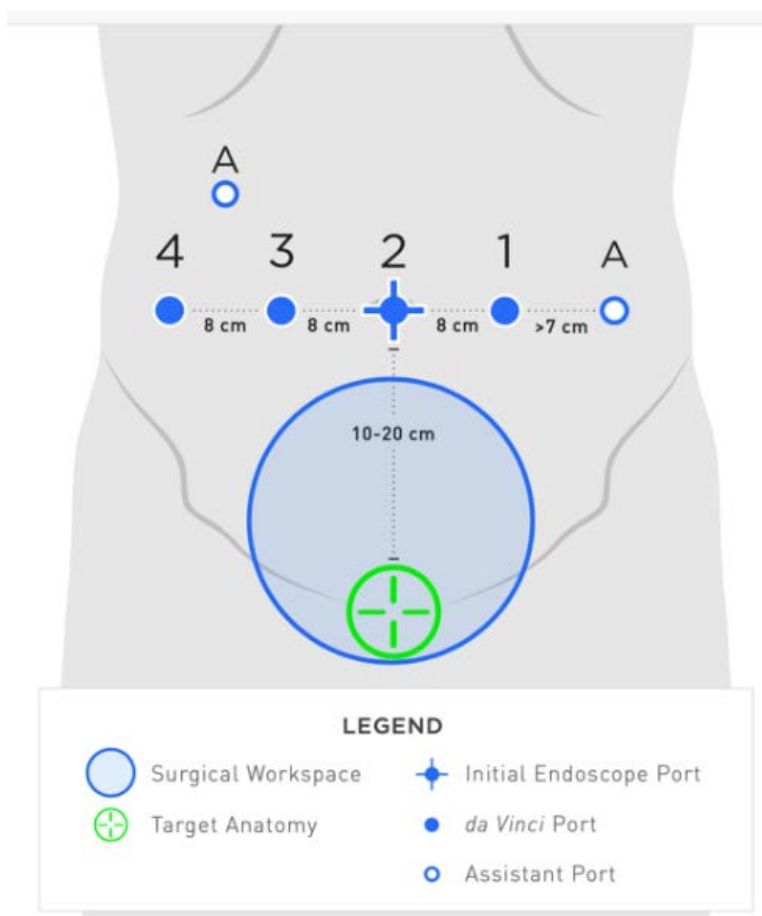 A
4 3 2 1 A
8 cm 8 cm 8 cm >7 cm
10-20 cm
LEGEND
Surgical Workspace
Initial Endoscope Port
Target Anatomy
da Vinci Port
Assistant Port